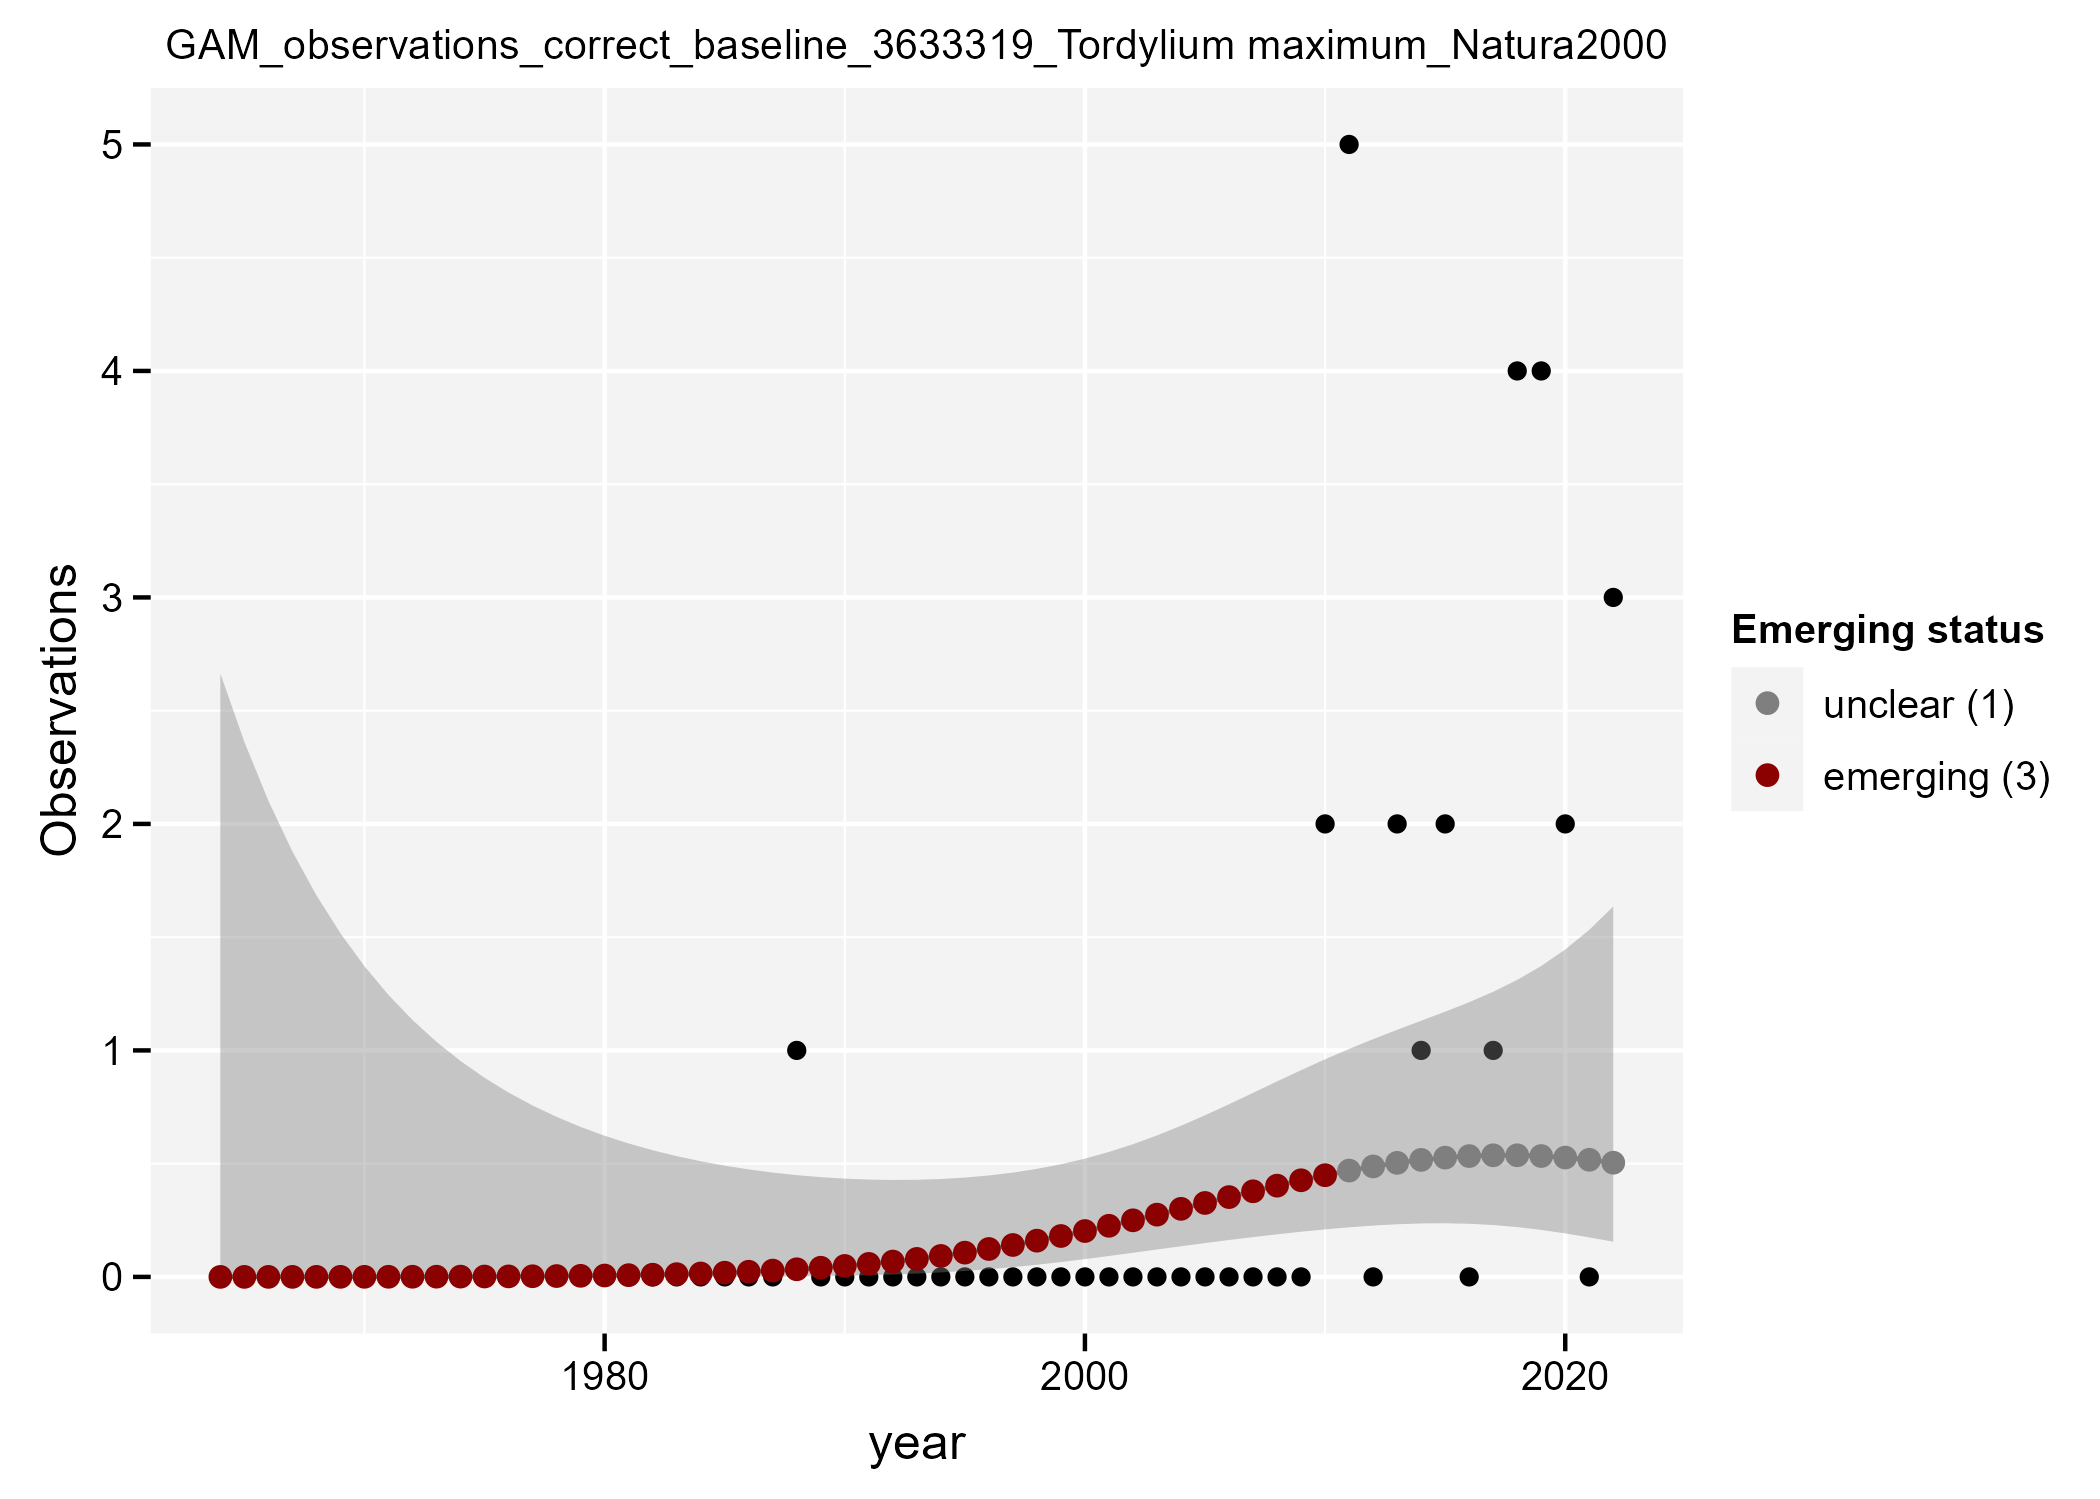 GAM_observations_correct_baseline_3633319_Tordylium maximum_Natura2000
5
4
3
2
1
0
Observations
1980 2000 2020
year
Emerging status
unclear (1)
emerging (3)